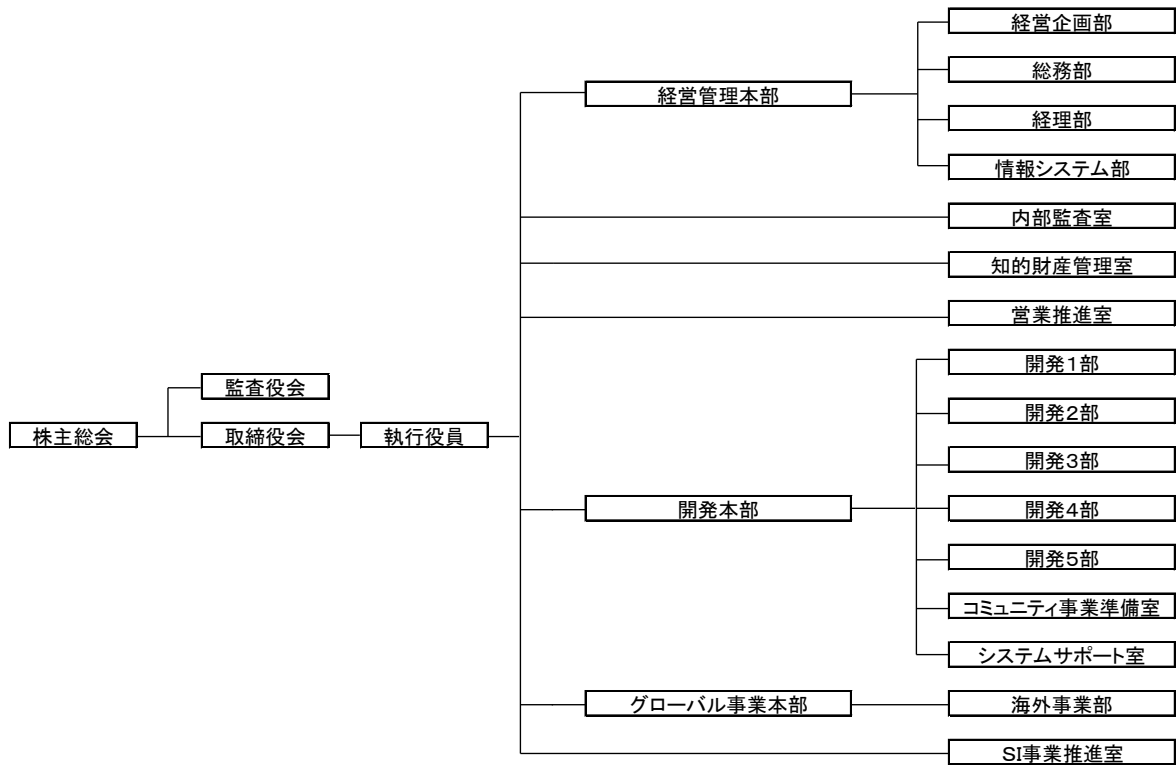 経営企画部
総務部
経営管理本部
経理部
情報システム部
内部監査室
知的財産管理室
営業推進室
開発1部
監査役会
開発2部
株主総会
取締役会
執行役員
開発3部
開発本部
開発4部
開発5部
コミュニティ事業準備室
システムサポート室
グローバル事業本部
海外事業部
SI事業推進室